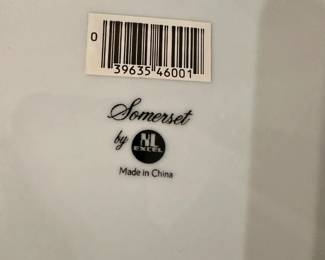 0
39635 46001
Somerset
by NL
EXCEL
Made in China